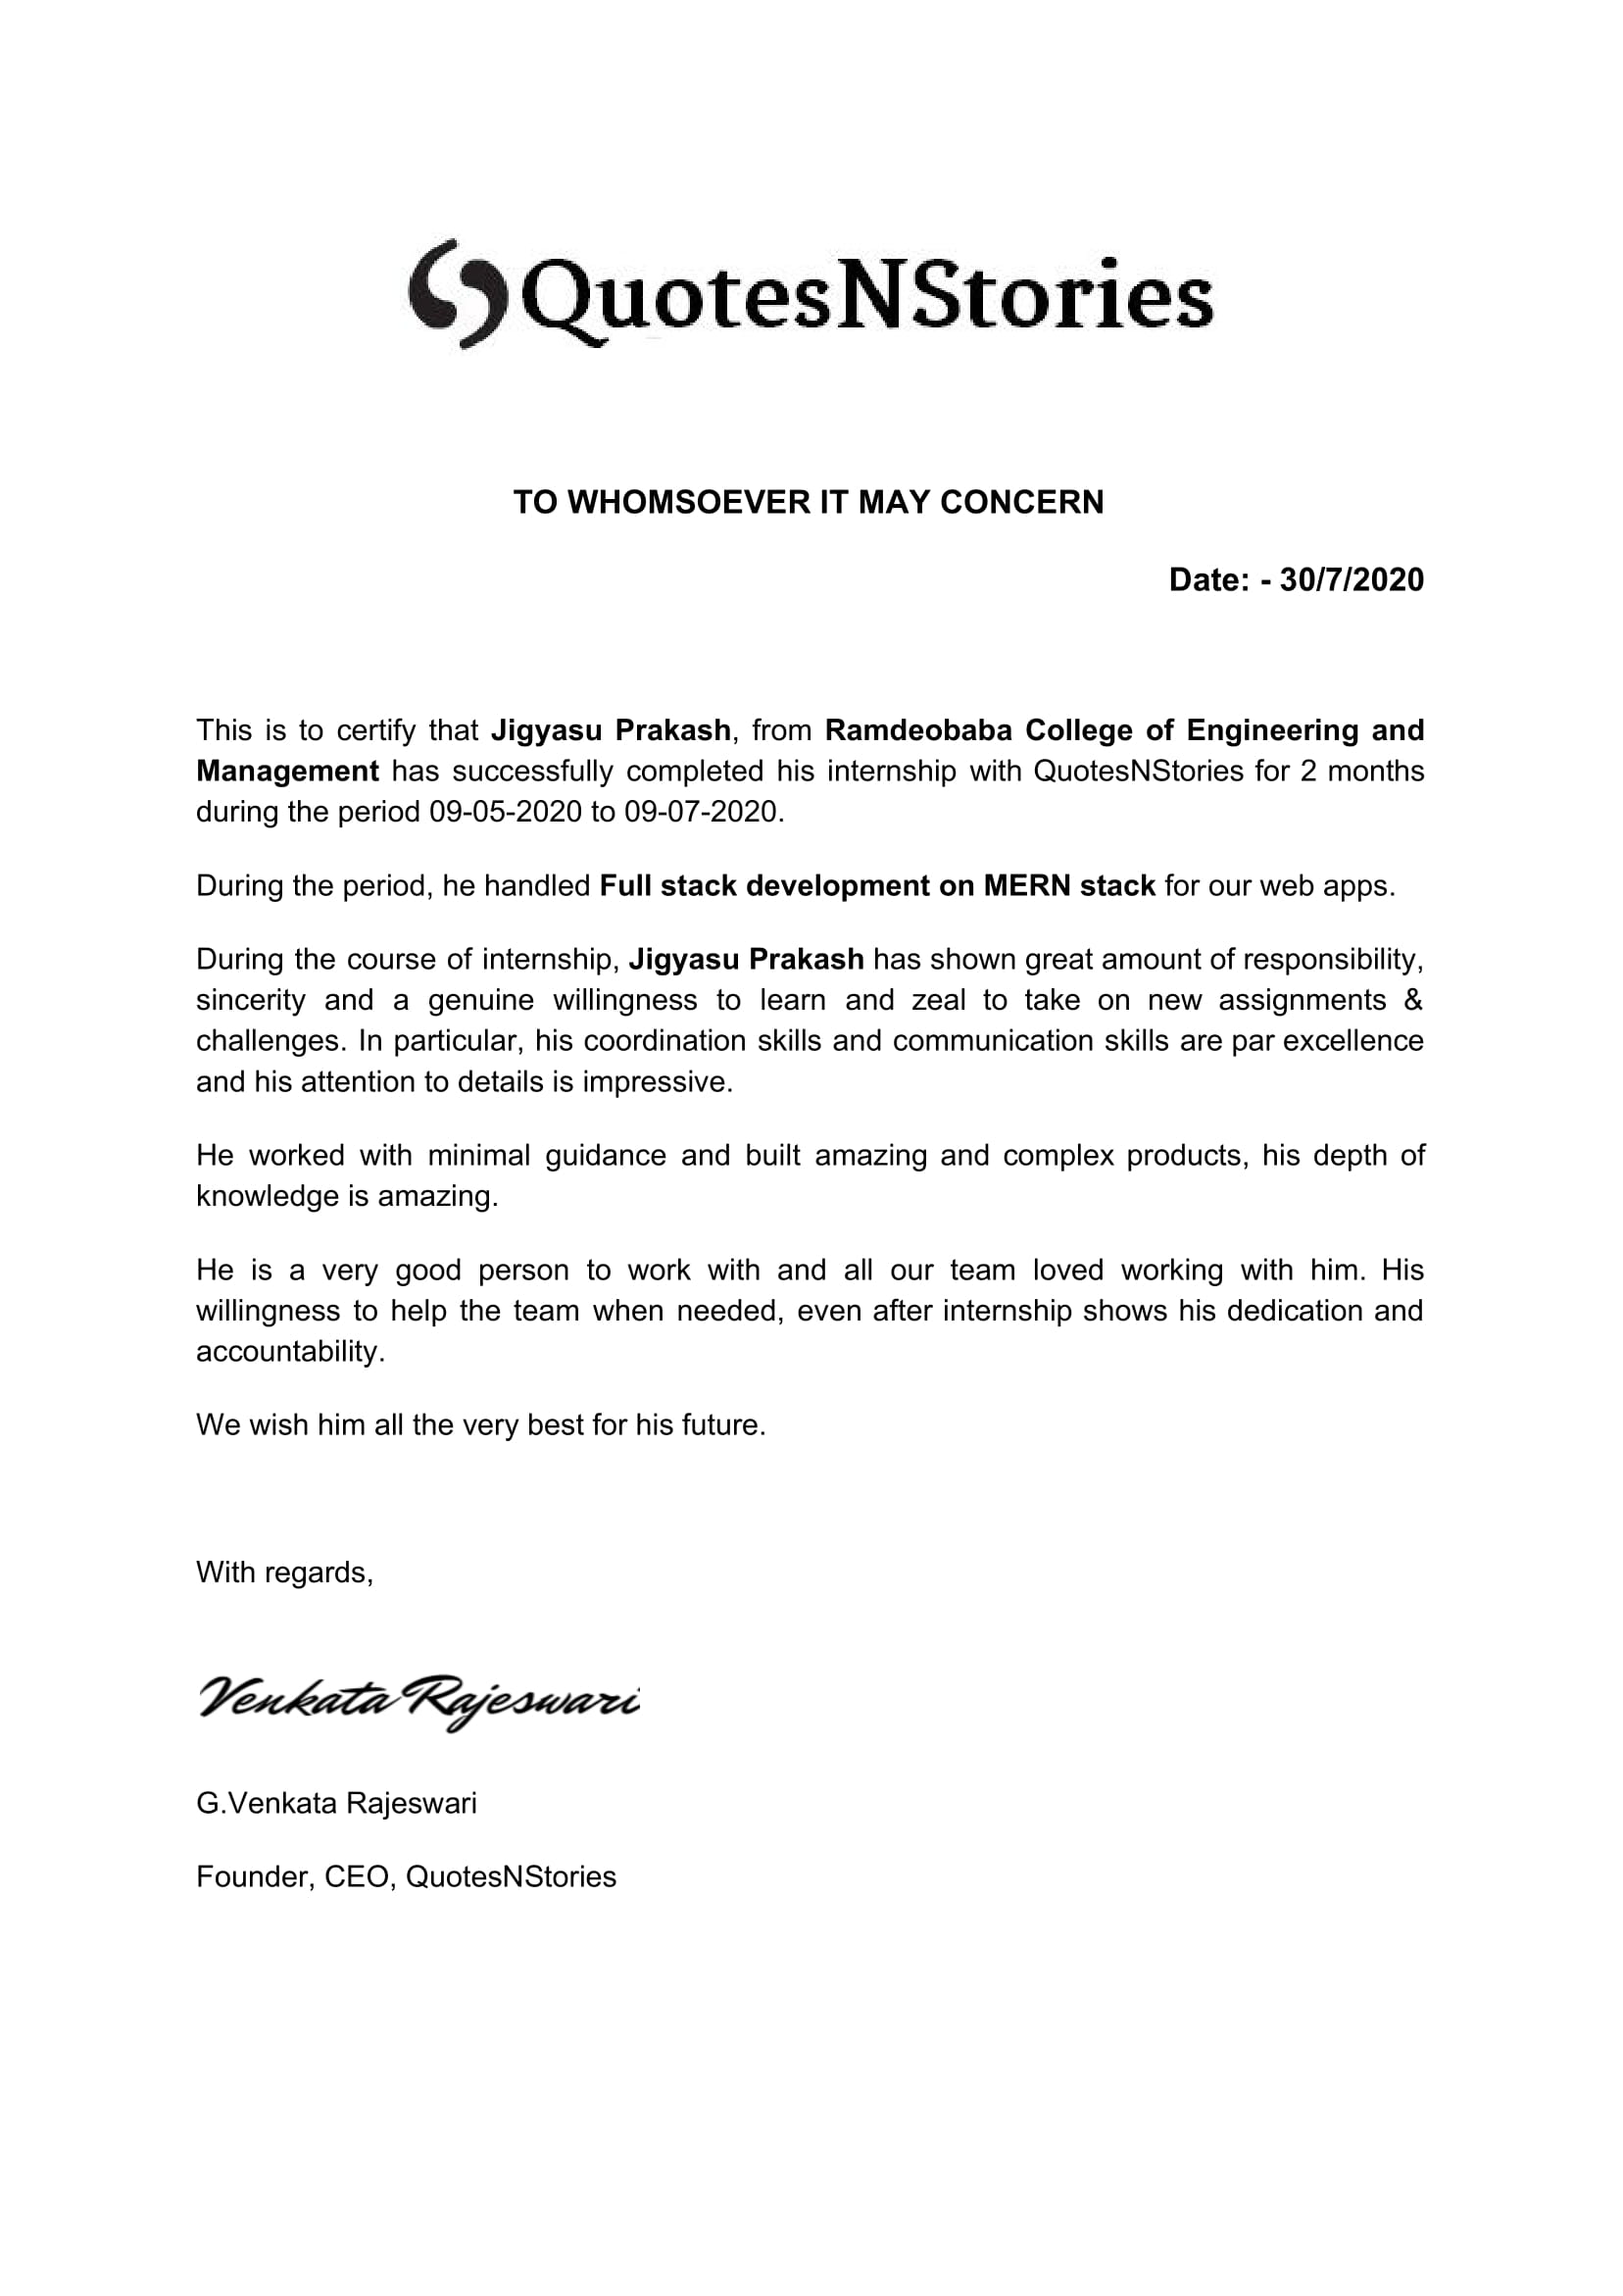 QuotesNStories
TO WHOMSOEVER IT MAY CONCERN
Date: - 30/7/2020
This is to certify that Jigyasu Prakash, from Ramdeobaba College of Engineering and
Management has successfully completed his internship with QuotesNStories for 2 months
during the period 09-05-2020 to 09-07-2020.
During the period, he handled Full stack development on MERN stack for our web apps.
During the course of internship, Jigyasu Prakash has shown great amount of responsibility,
sincerity and a genuine willingness to learn and zeal to take on new assignments &
challenges. In particular, his coordination skills and communication skills are par excellence
and his attention to details is impressive.
He worked with minimal guidance and built amazing and complex products, his depth of
knowledge is amazing.
He is a very good person to work with and all our team loved working with him. His
willingness to help the team when needed, even after internship shows his dedication and
accountability.
We wish him all the very best for his future.
With regards,
Venkata Rajeswari
G.Venkata Rajeswari
Founder, CEO, QuotesNStories